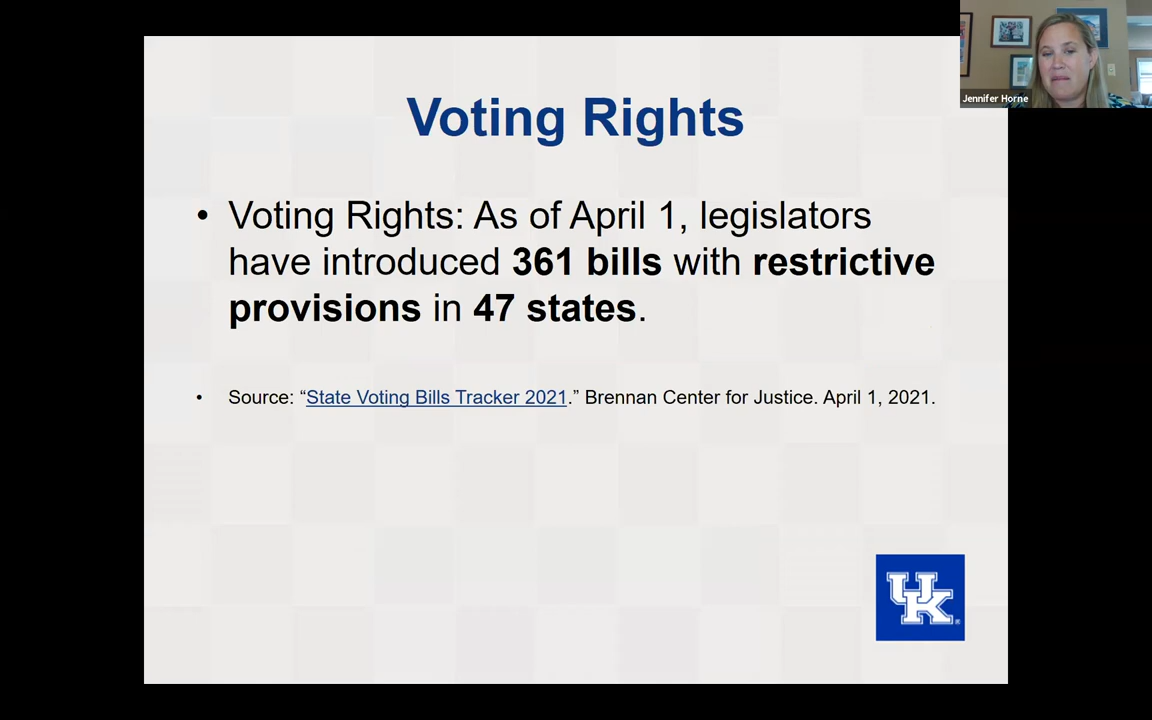 Jennifer Horne
Voting Rights
• Voting Rights: As of April 1, legislators
have introduced 361 bills with restrictive
provisions in 47 states.
• Source: “State Voting Bills Tracker 2021.” Brennan Center for Justice. April 1, 2021.
UK